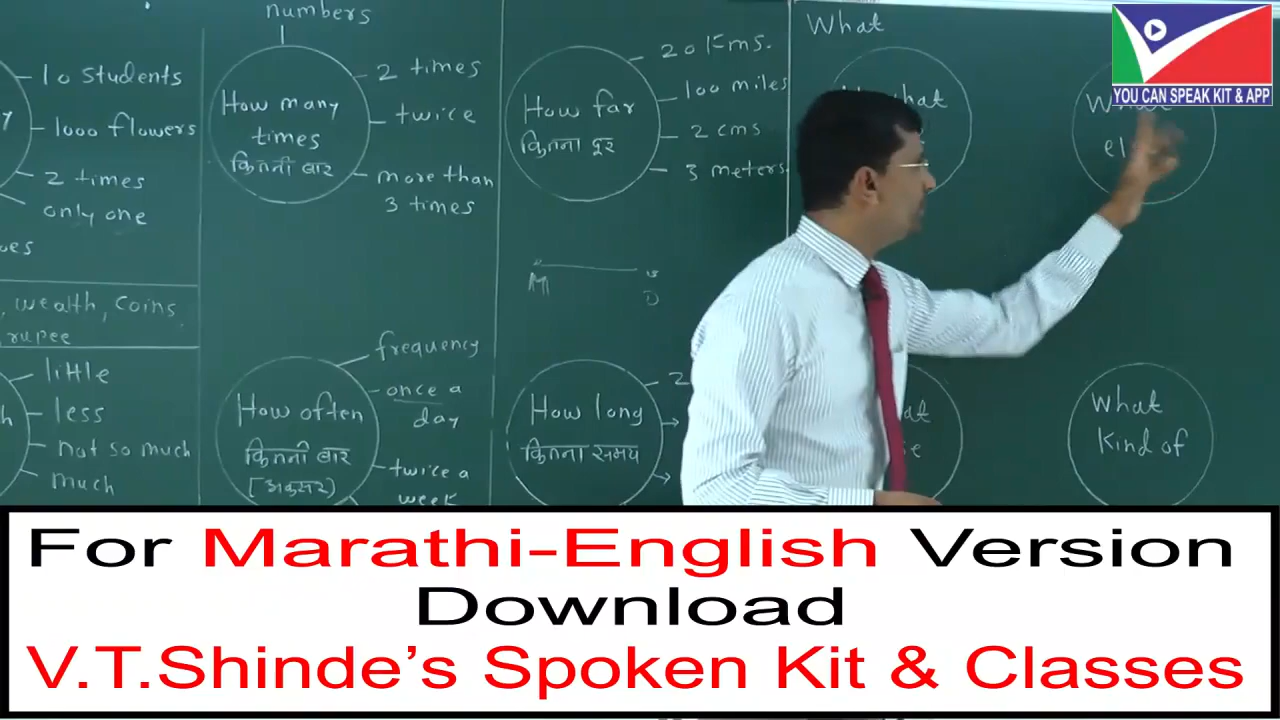 numbers
10 students
1000 flowers
2 times
only one
wealth, coins,
rupee
little
less
not so much
much
How many
times
कितनी बार
2 times
twice
more than
3 times
How often
कितनी बार
[अक्सर]
frequency
once a
day
twice a
week
How far
कितना दूर
20 Kms.
100 miles
2 cms
3 meters
M
D
How long
कितना समय
2
What
What
Kind of
YOU CAN SPEAK KIT & APP
For Marathi-English Version
Download
V.T.Shinde's Spoken Kit & Classes